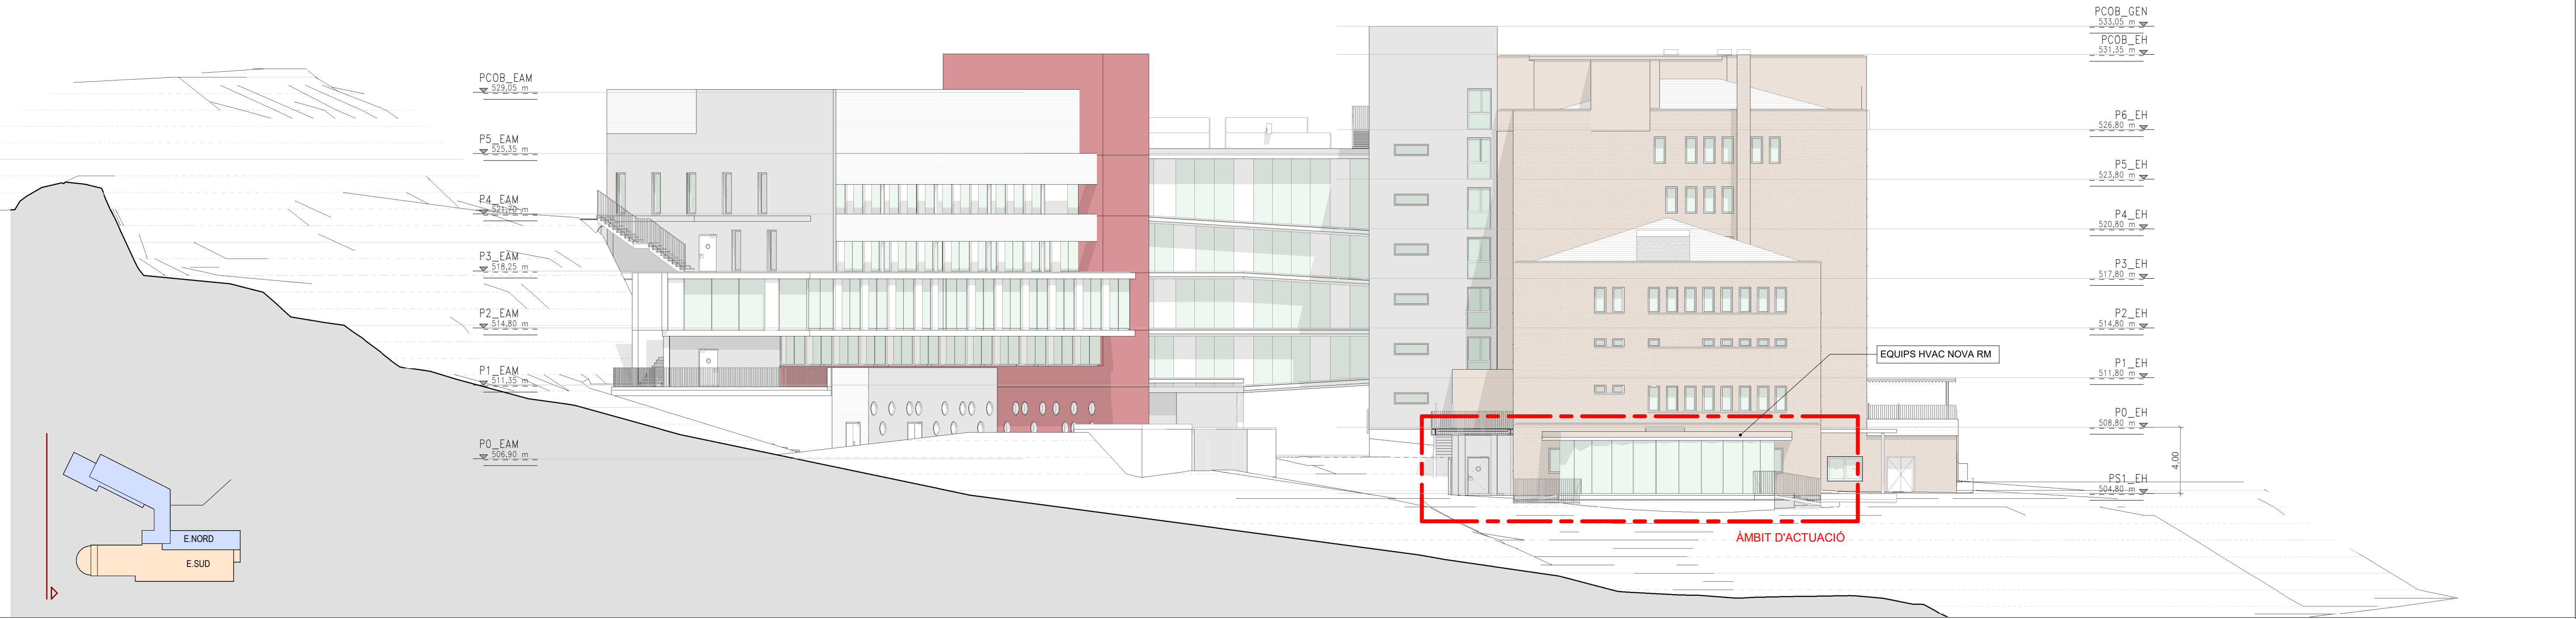 PCOB_GEN
533,05 m
PCOB_EH
531,35 m
PCOB_EAM
529,05 m
P6_EH
526,80 m
P5_EAM
525,35 m
P5_EH
523,80 m
P4_EAM
521,70 m
P4_EH
520,80 m
P3_EAM
518,25 m
P3_EH
517,80 m
P2_EAM
514,80 m
P2_EH
514,80 m
EQUIPS HVAC NOVA RM
P1_EAM
511,35 m
P1_EH
511,80 m
P0_EH
508,80 m
P0_EAM
506,90 m
4,00
PS1_EH
504,80 m
ÀMBIT D'ACTUACIÓ
E.NORD
E.SUD